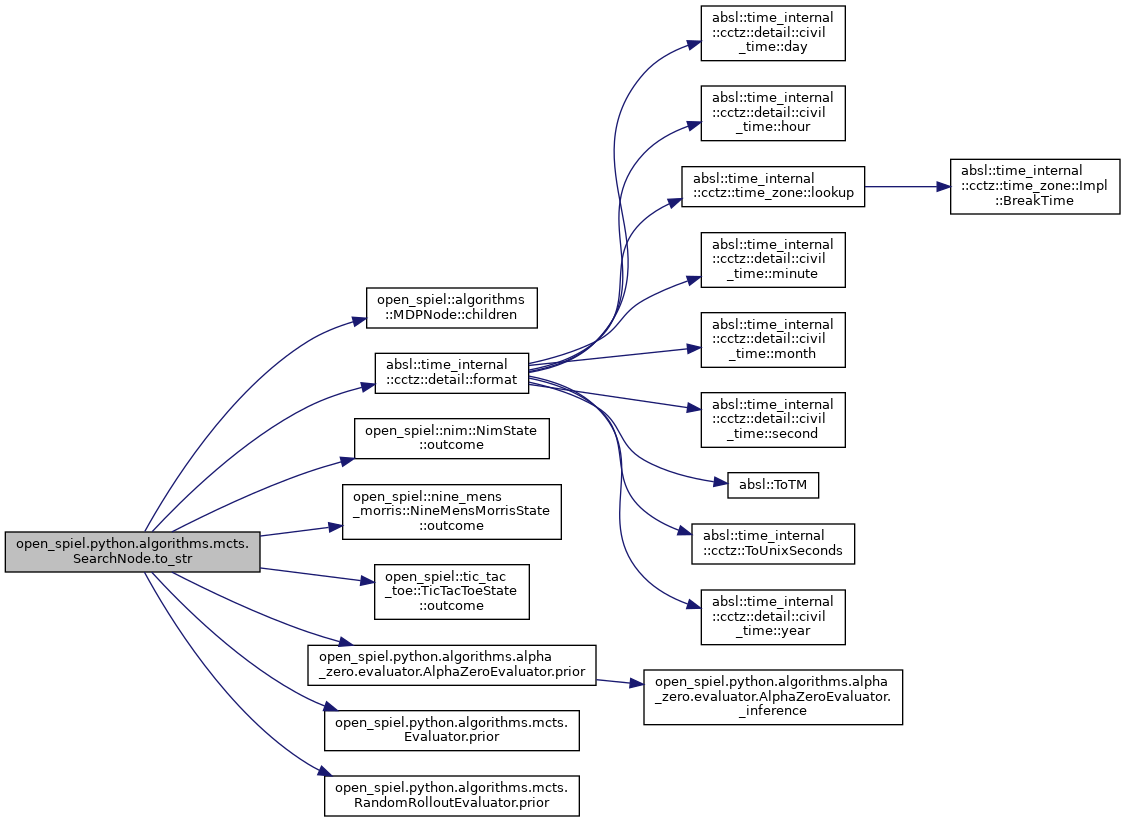 open_spiel.python.algorithms.mcts.
SearchNode.to_str
open_spiel::algorithms
::MDPNode::children
absl::time_internal
::cctz::detail::format
absl::time_internal
::cctz::detail::civil
_time::day
absl::time_internal
::cctz::detail::civil
_time::hour
absl::time_internal
::cctz::time_zone::lookup
absl::time_internal
::cctz::time_zone::Impl
::BreakTime
absl::time_internal
::cctz::detail::civil
_time::minute
absl::time_internal
::cctz::detail::civil
_time::month
absl::time_internal
::cctz::detail::civil
_time::second
absl::ToTM
absl::time_internal
::cctz::ToUnixSeconds
absl::time_internal
::cctz::detail::civil
_time::year
open_spiel::nim::NimState
::outcome
open_spiel::nine_mens
_morris::NineMensMorrisState
::outcome
open_spiel::tic_tac
_toe::TicTacToeState
::outcome
open_spiel.python.algorithms.alpha
_zero.evaluator.AlphaZeroEvaluator.prior
open_spiel.python.algorithms.alpha
_zero.evaluator.AlphaZeroEvaluator.
_inference
open_spiel.python.algorithms.mcts.
Evaluator.prior
open_spiel.python.algorithms.mcts.
RandomRolloutEvaluator.prior